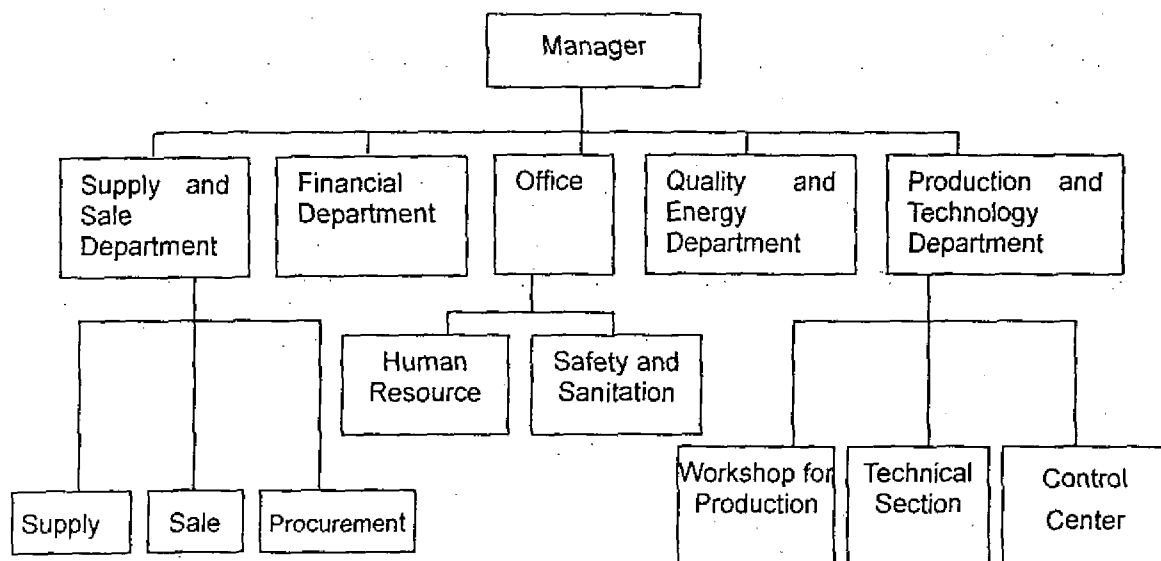 Manager
Supply and
Sale
Department
Financial
Department
Office
Quality and
Energy
Department
Production and
Technology
Department
Human
Resource
Safety and
Sanitation
Workshop for
Production
Technical
Section
Control
Center
Supply
Sale
Procurement